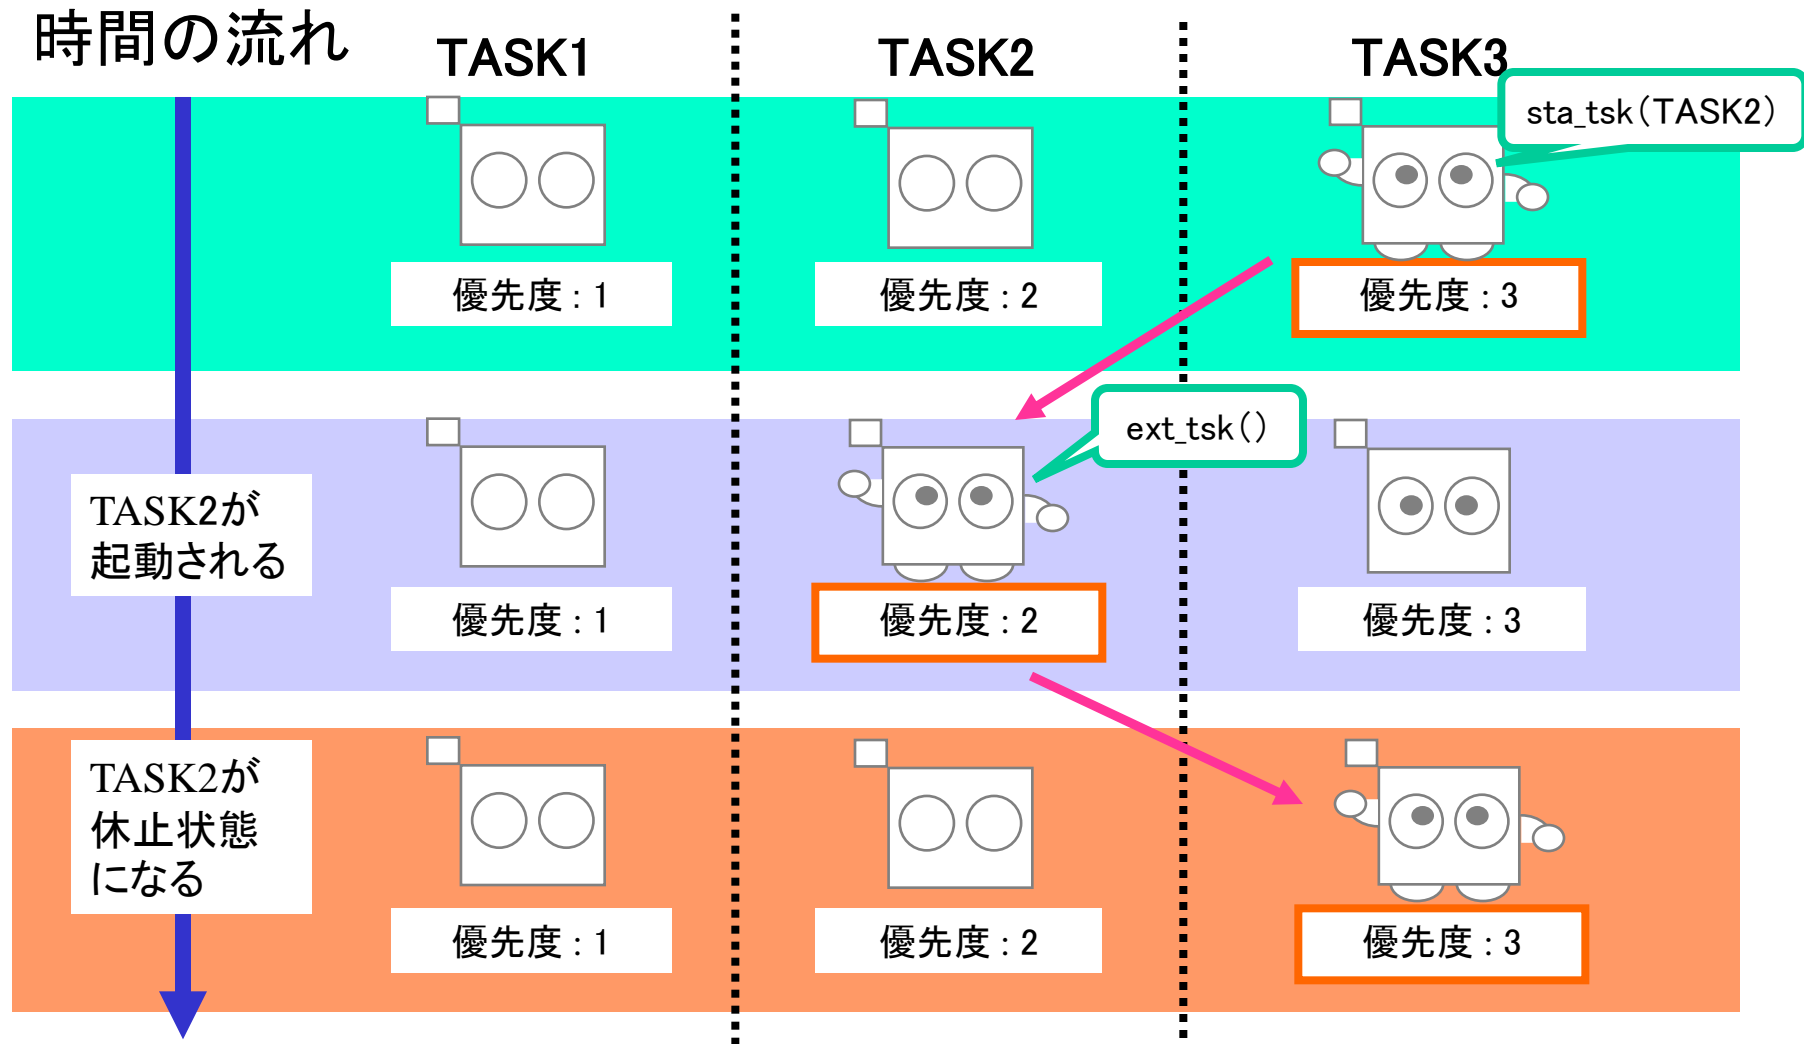 時間の流れ
TASK1
TASK2
TASK3
sta_tsk(TASK2)
優先度：1
優先度：2
優先度：3
ext_tsk()
TASK2が
起動される
優先度：1
優先度：2
優先度：3
TASK2が
休止状態
になる
優先度：1
優先度：2
優先度：3